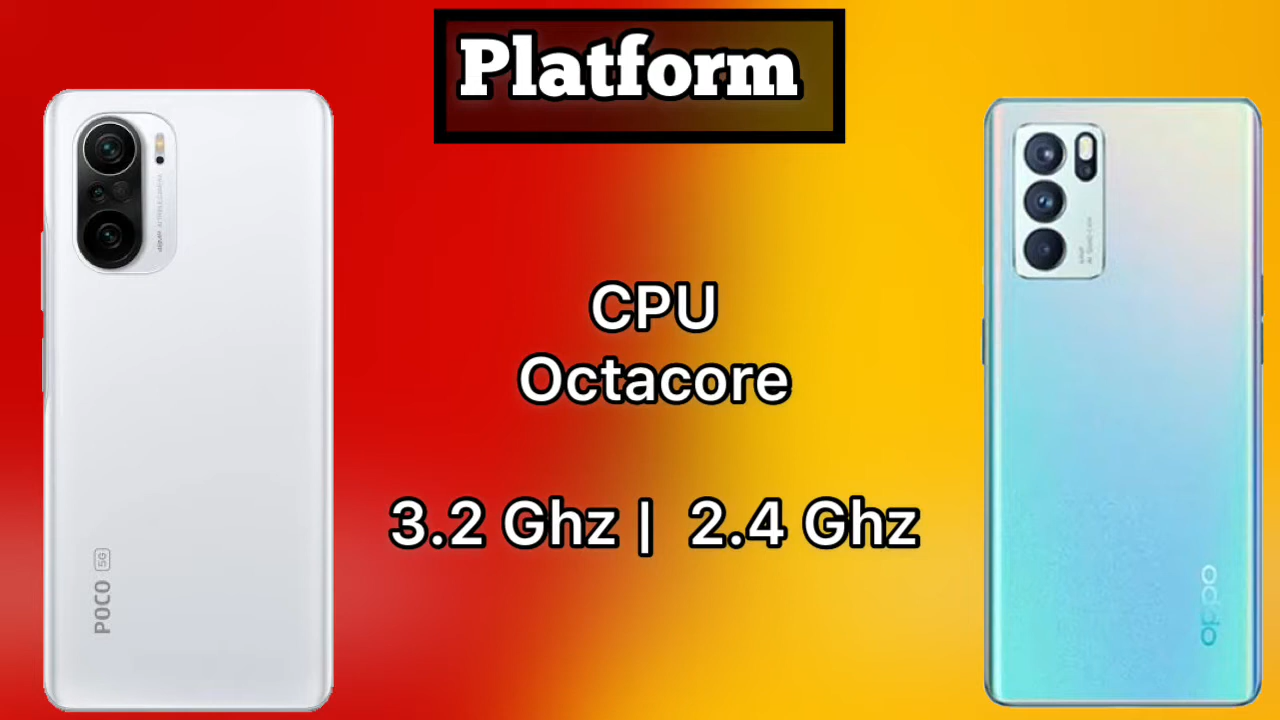 Platform
CPU
Octacore
3.2 Ghz | 2.4 Ghz
POCO 5G
oppo